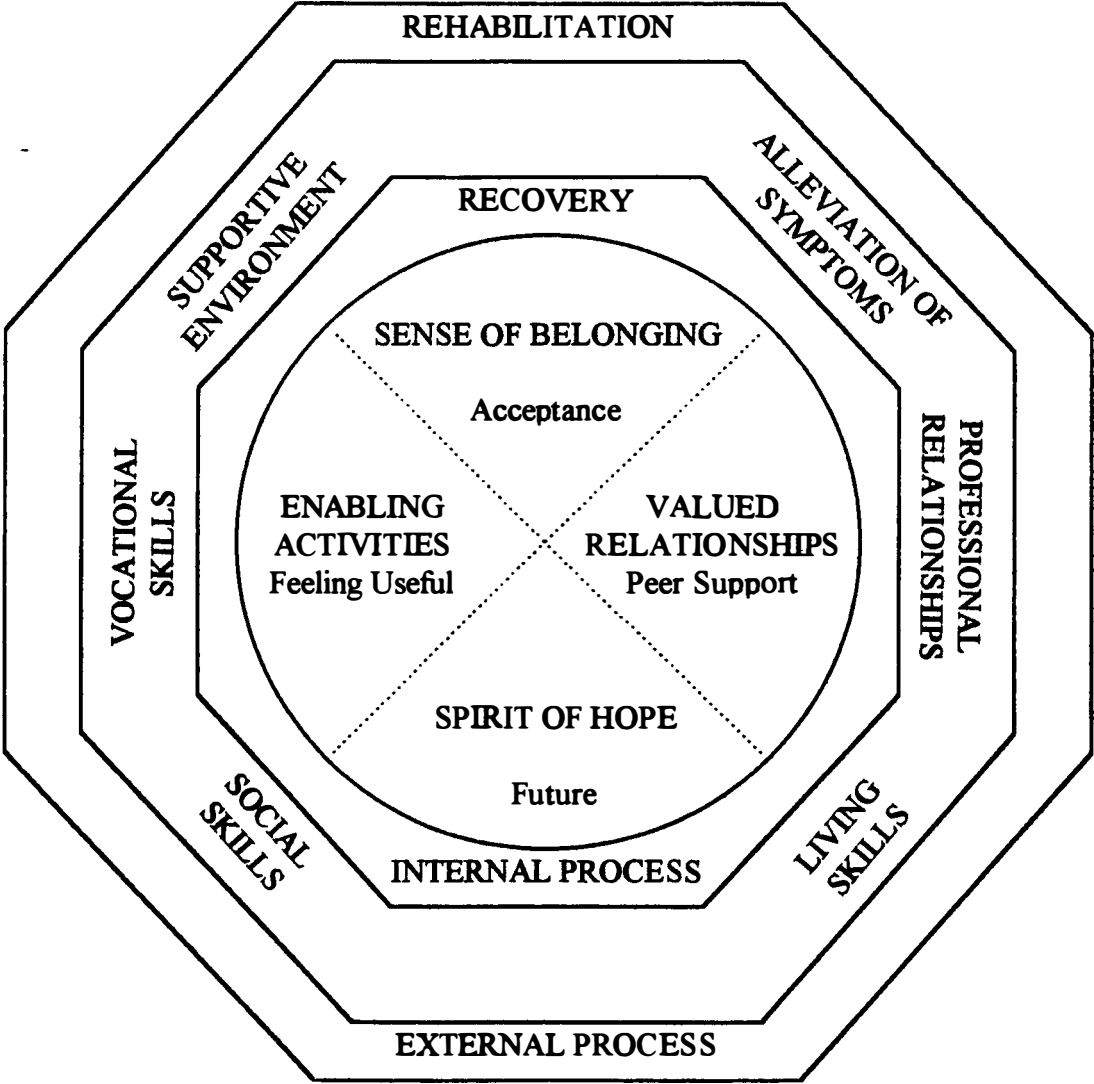 REHABILITATION
SUPPORTIVE
ENVIRONMENT
ALLEVIATION OF
SYMPTOMS
RECOVERY
SENSE OF BELONGING
Acceptance
VOCATIONAL
SKILLS
ENABLING
ACTIVITIES
Feeling Useful
VALUED
RELATIONSHIPS
Peer Support
PROFESSIONAL
RELATIONSHIPS
SPIRIT OF HOPE
Future
SOCIAL
SKILLS
LIVING
SKILLS
INTERNAL PROCESS
EXTERNAL PROCESS